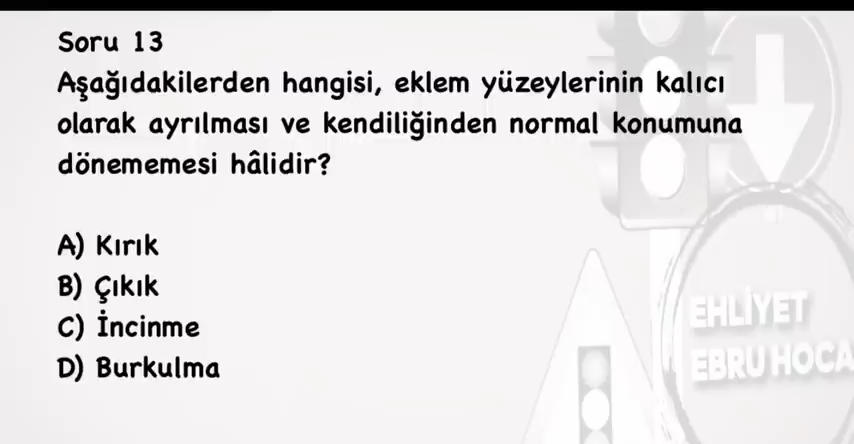 Soru 13
Aşağıdakilerden hangisi, eklem yüzeylerinin kalıcı
olarak ayrılması ve kendiliğinden normal konumuna
dönememesi hâlidir?
A) Kırık
B) Çıkık
C) İncinme
D) Burkulma
EHLİYET
EBRU HOCA